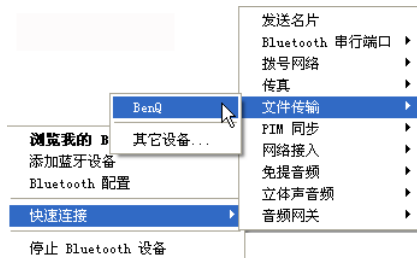 发送名片
Bluetooth 串行端口
拨号网络
传真
文件传输
PIM 同步
网络接入
免提音频
立体声音频
音频网关
BenQ
其它设备...
浏览我的 B
添加蓝牙设备
Bluetooth 配置
快速连接
停止 Bluetooth 设备